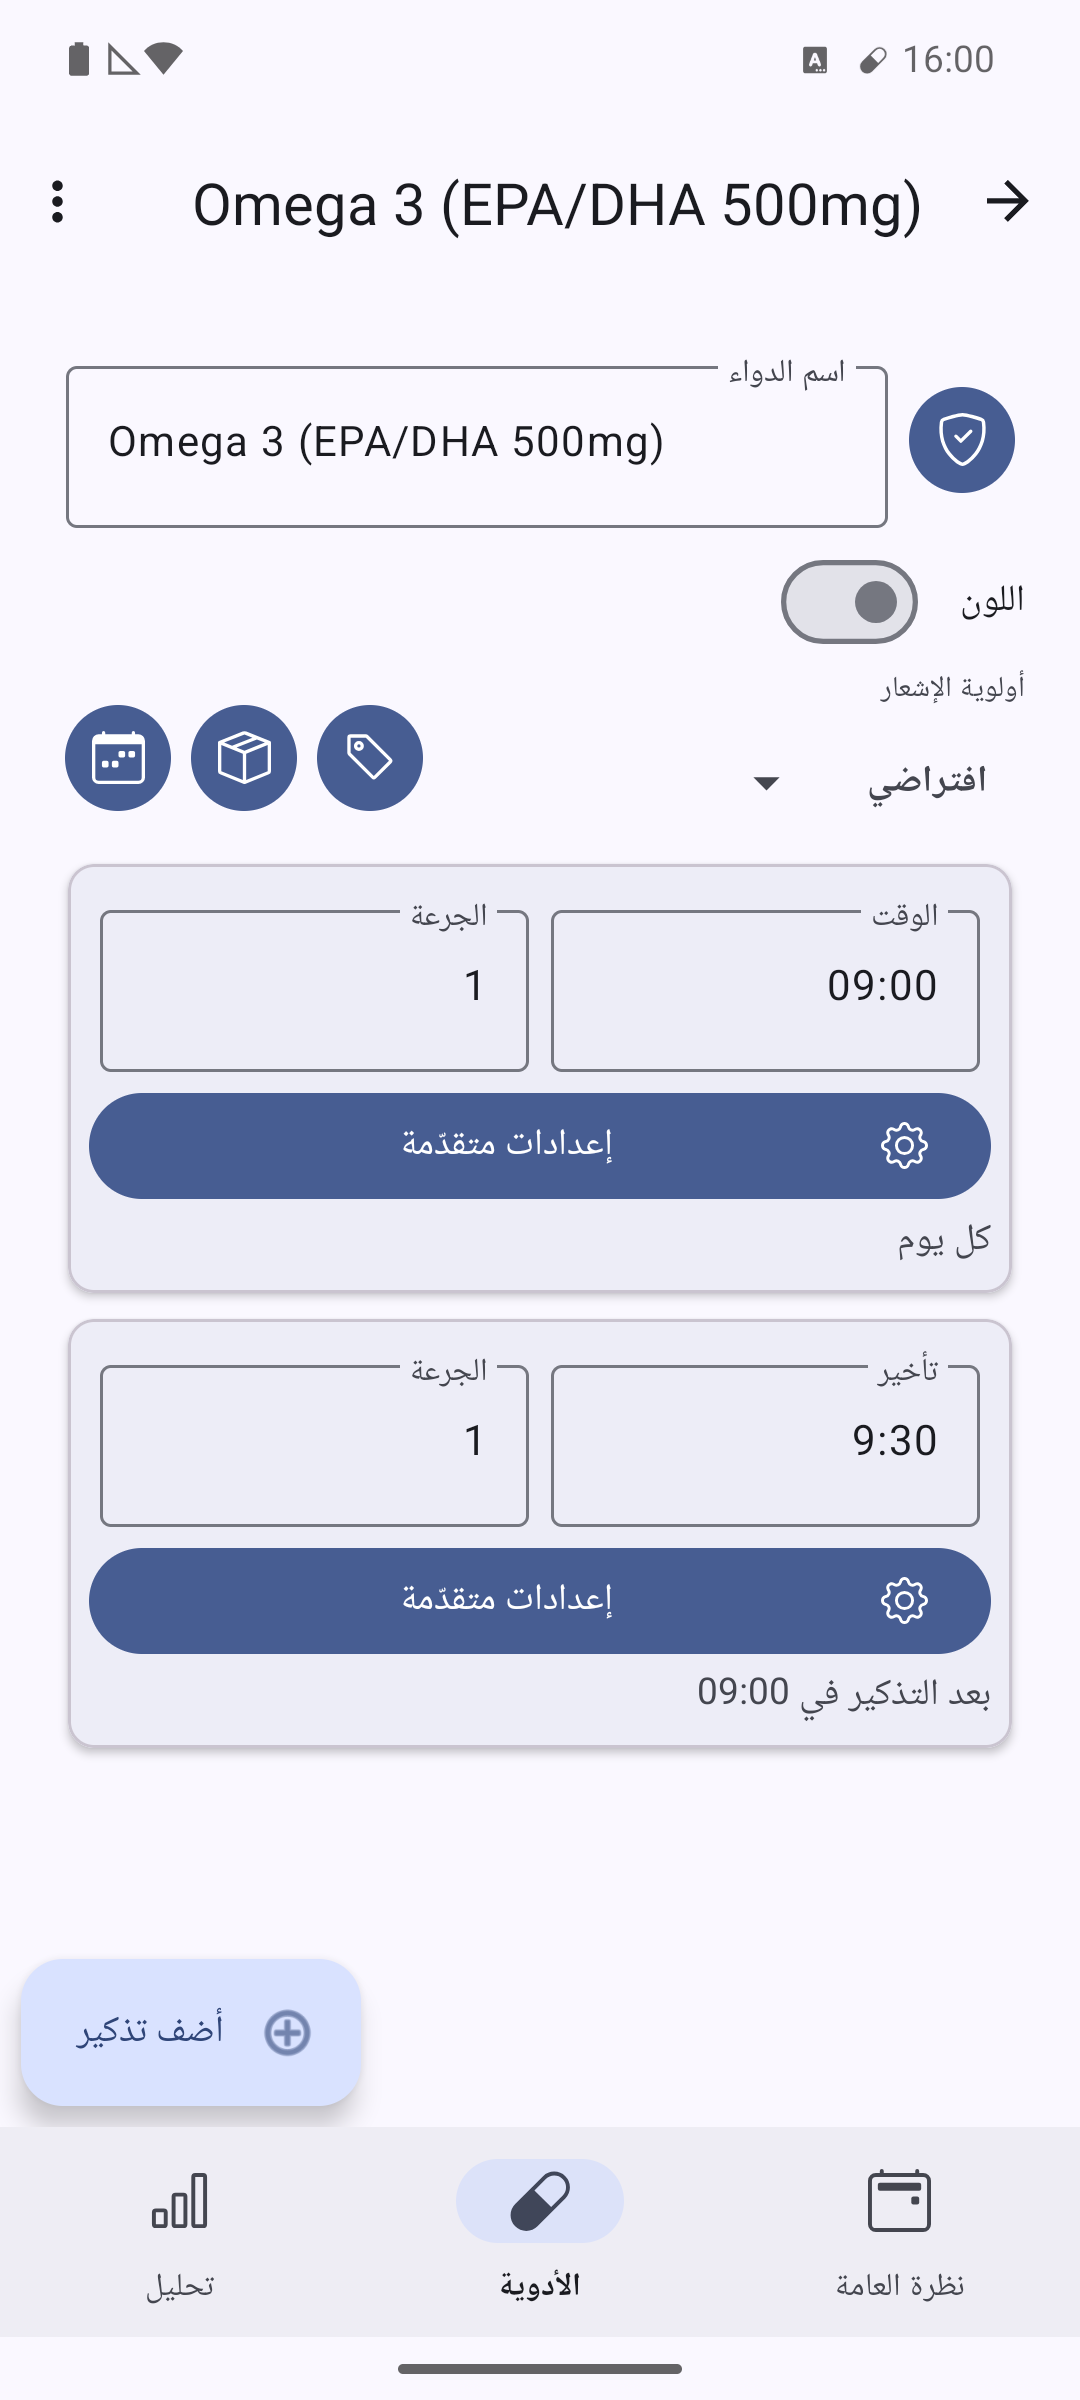 16:00
Omega 3 (EPA/DHA 500mg)
اسم الدواء
Omega 3 (EPA/DHA 500mg)
اللون
أولوية الإشعار
افتراضي
الوقت
الجرعة
09:00
1
إعدادات متقدّمة
كل يوم
تأخير
الجرعة
9:30
1
إعدادات متقدّمة
بعد التذكير في 09:00
أضف تذكير
نظرة العامة
الأدوية
تحليل